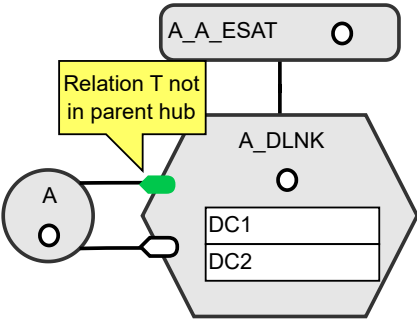 A_A_ESAT
Relation T not
in parent hub
A_DLNK
A
DC1
DC2